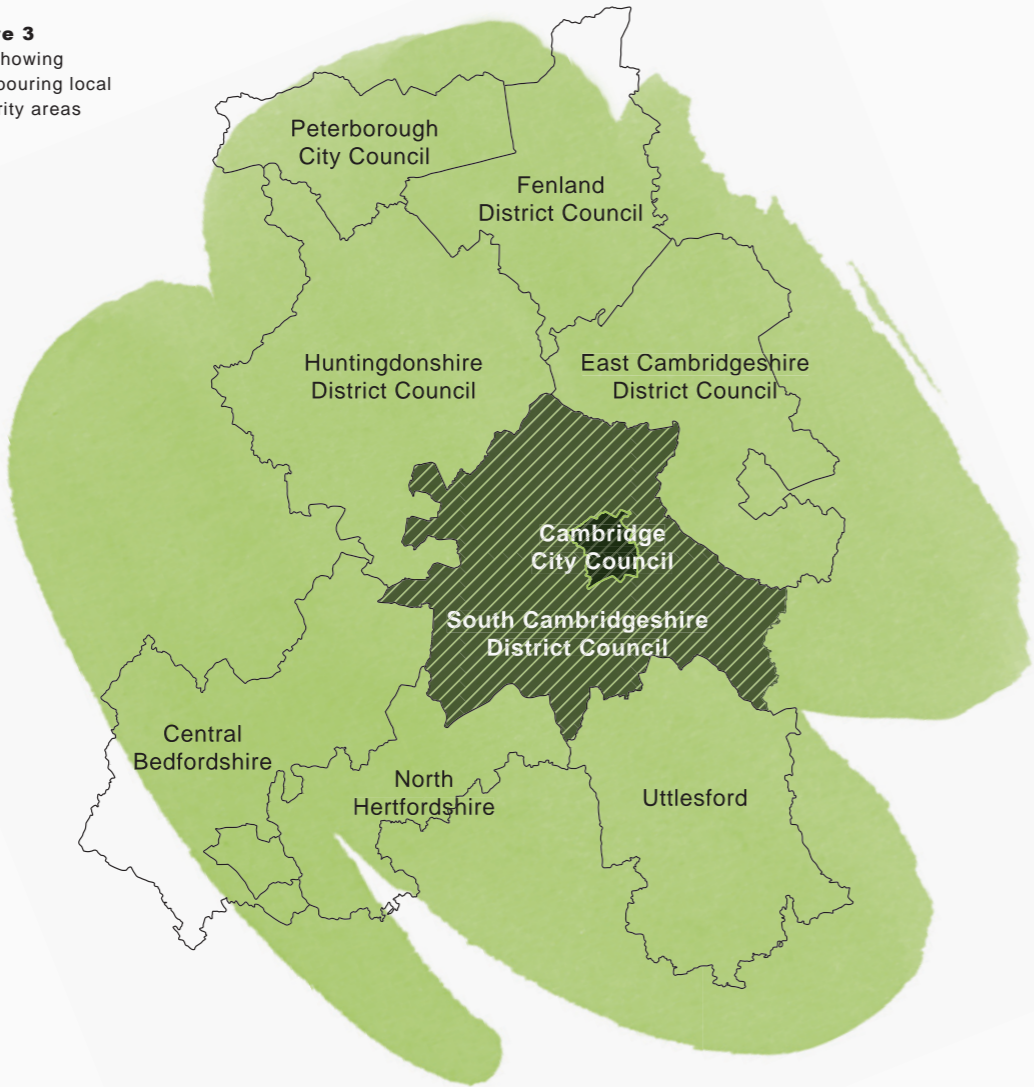 re 3
howing
bouring local
rity areas
Peterborough
City Council
Fenland
District Council
Huntingdonshire
District Council
East Cambridgeshire
District Council
Cambridge
City Council
South Cambridgeshire
District Council
Central
Bedfordshire
North
Hertfordshire
Uttlesford